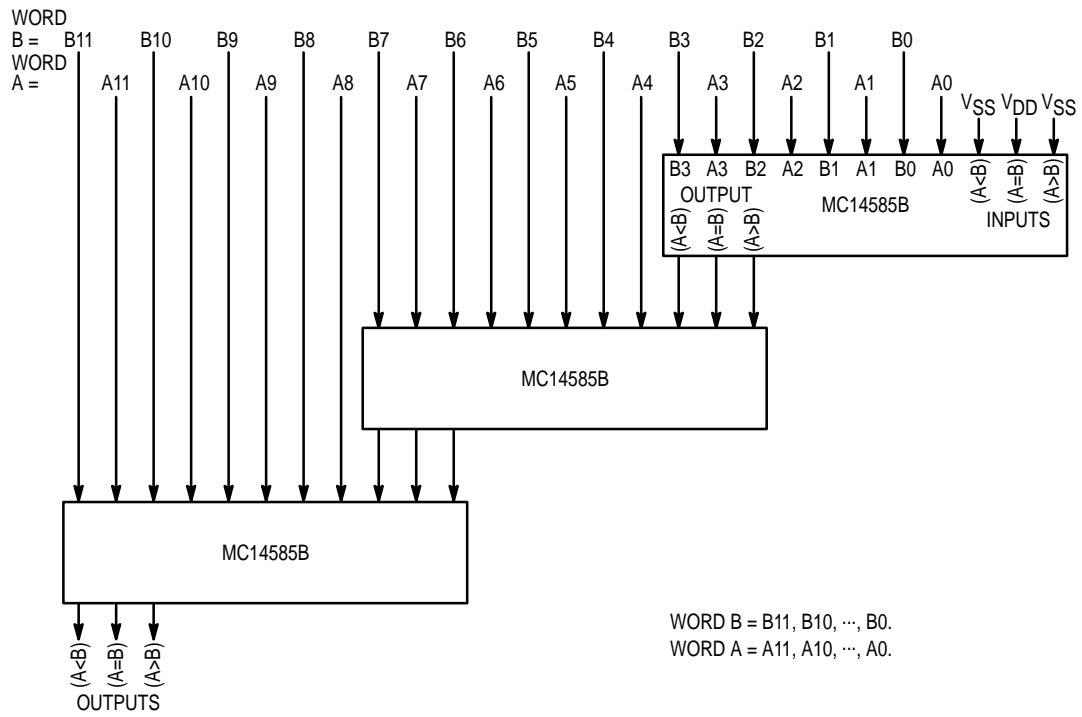 WORD
B = B11 B10 B9 B8 B7 B6 B5 B4 B3 B2 B1 B0
WORD
A = A11 A10 A9 A8 A7 A6 A5 A4 A3 A2 A1 A0
VSS VDD VSS
B3 A3 B2 A2 B1 A1 B0 A0 (A<B) (A=B) (A>B)
OUTPUT
MC14585B
INPUTS
(A<B) (A=B) (A>B)
MC14585B
MC14585B
WORD B = B11, B10, ···, B0.
WORD A = A11, A10, ···, A0.
(A<B) (A=B) (A>B)
OUTPUTS